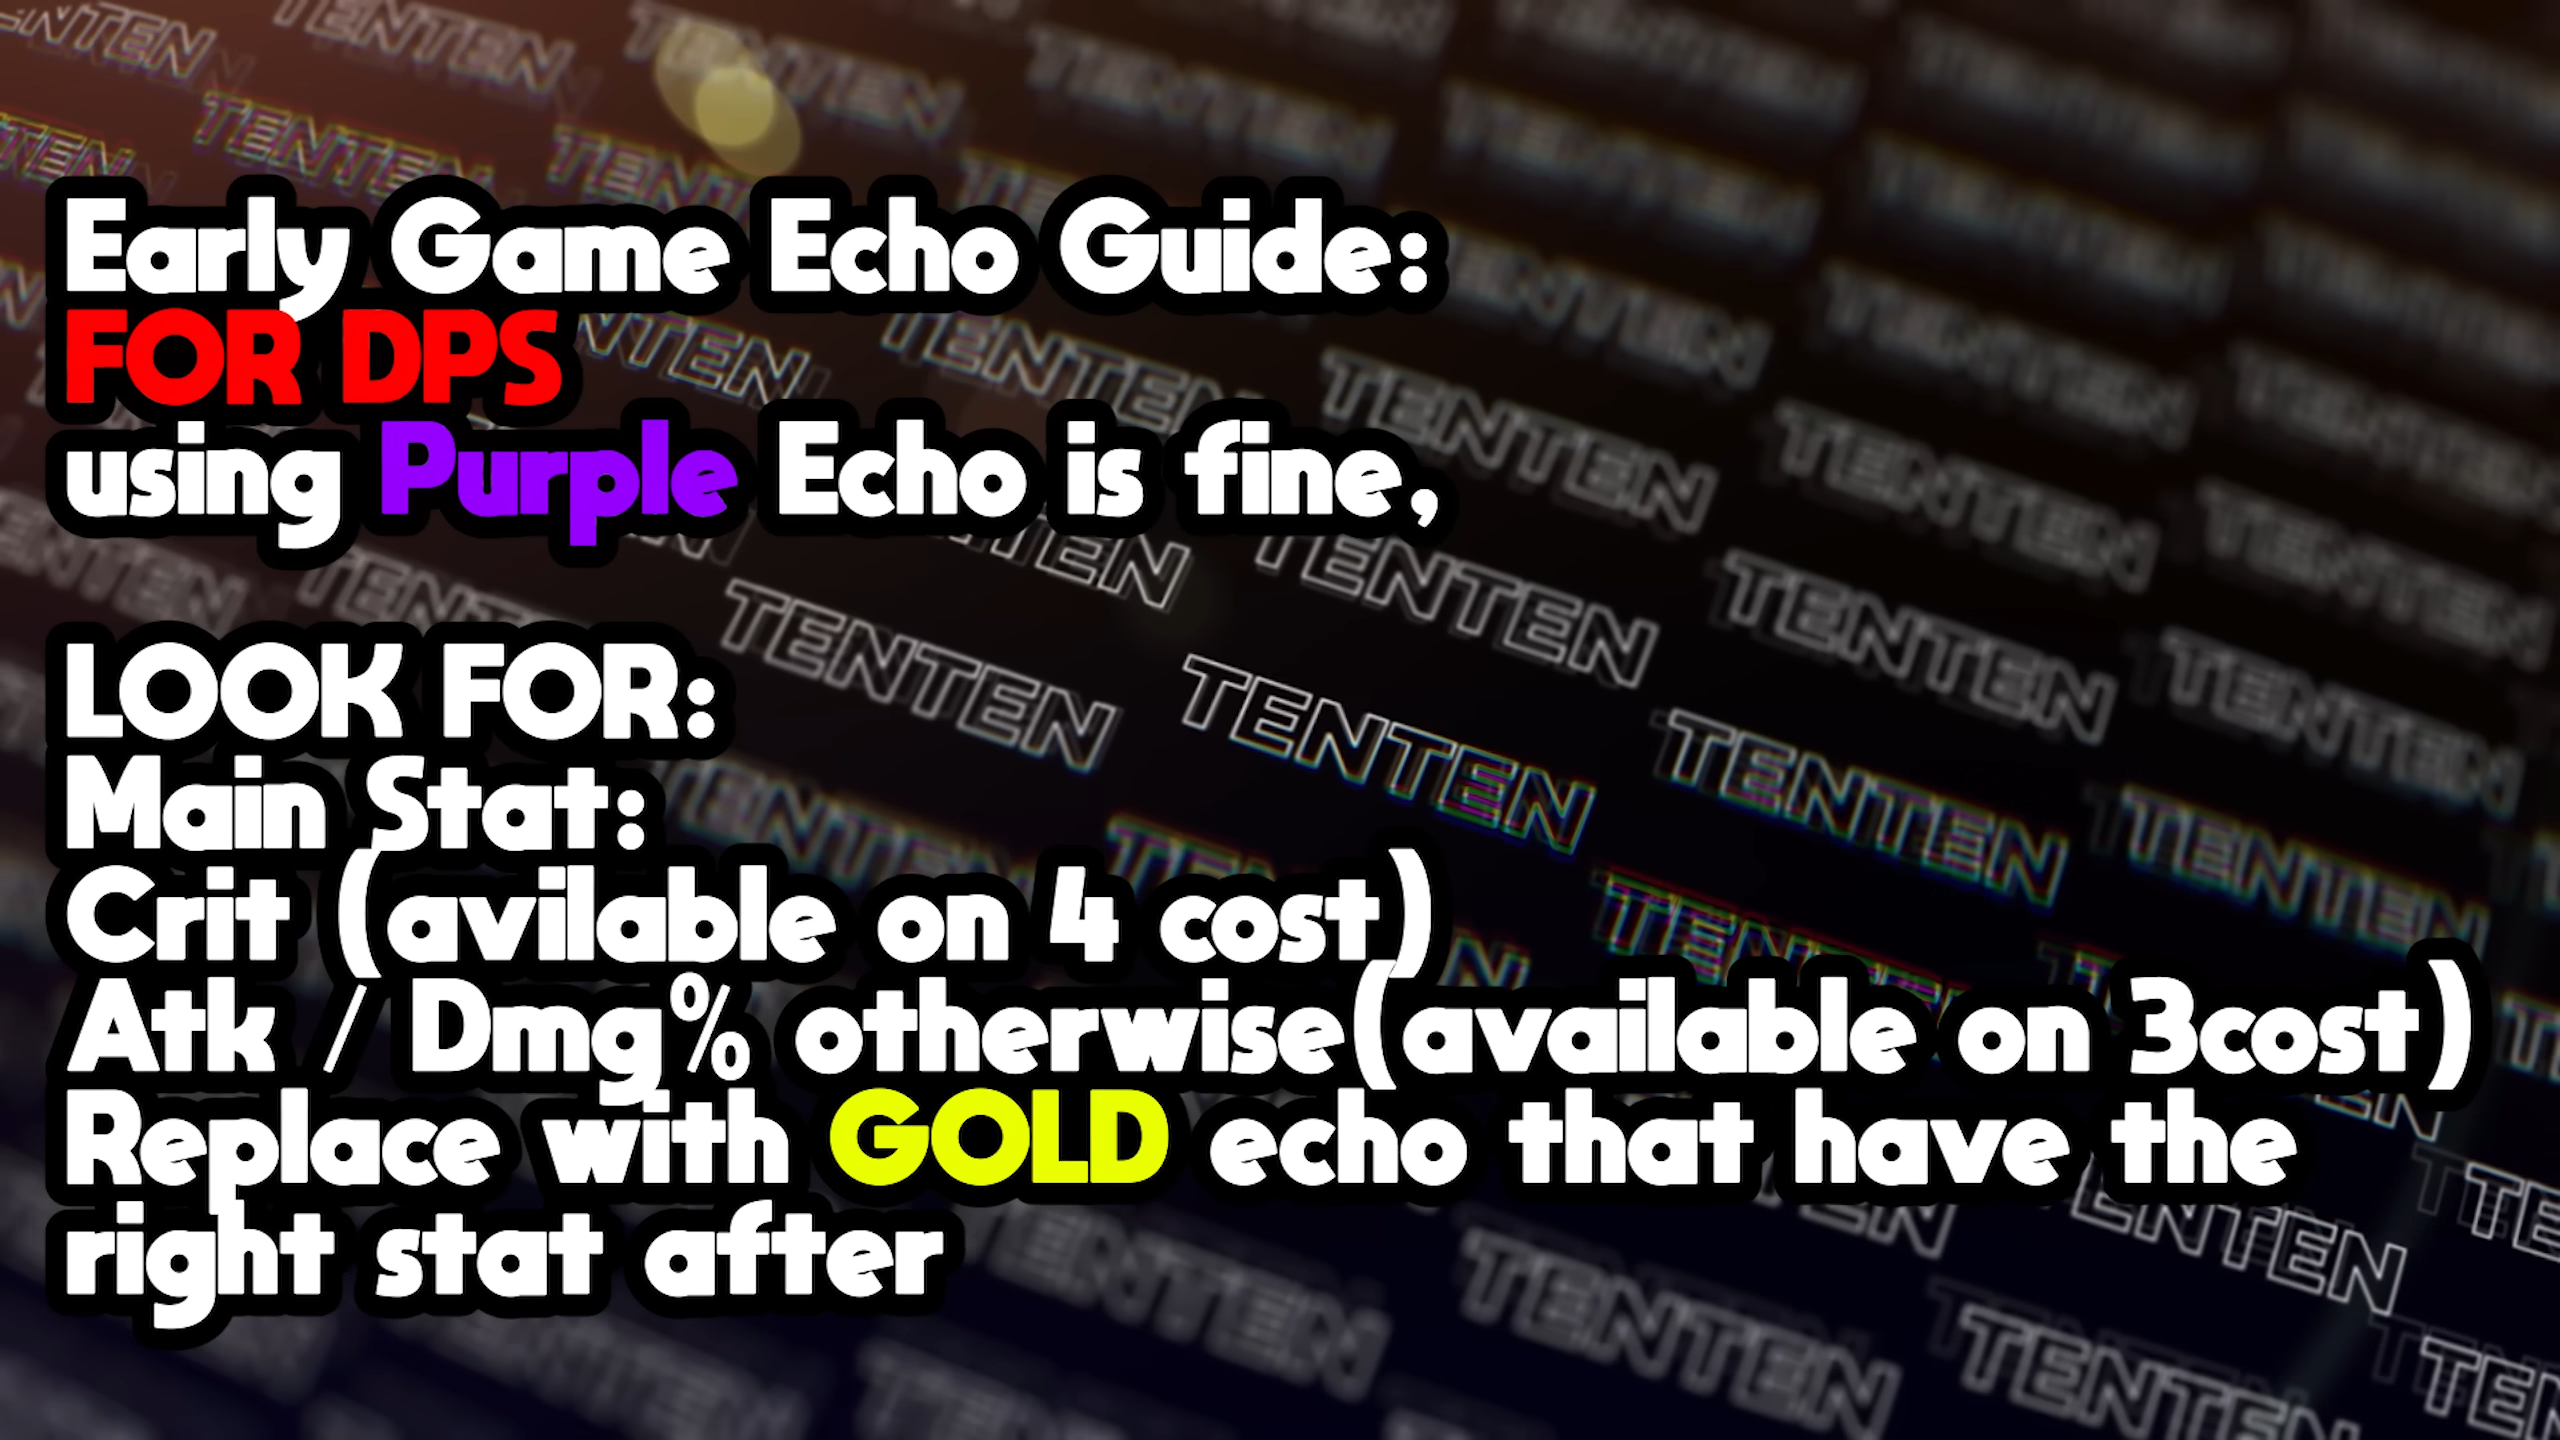 Early Game Echo Guide:
FOR DPS
using Purple Echo is fine,
LOOK FOR:
Main Stat:
Crit (avilable on 4 cost)
Atk / Dmg% otherwise(available on 3cost)
Replace with GOLD echo that have the
right stat after
TENTEN